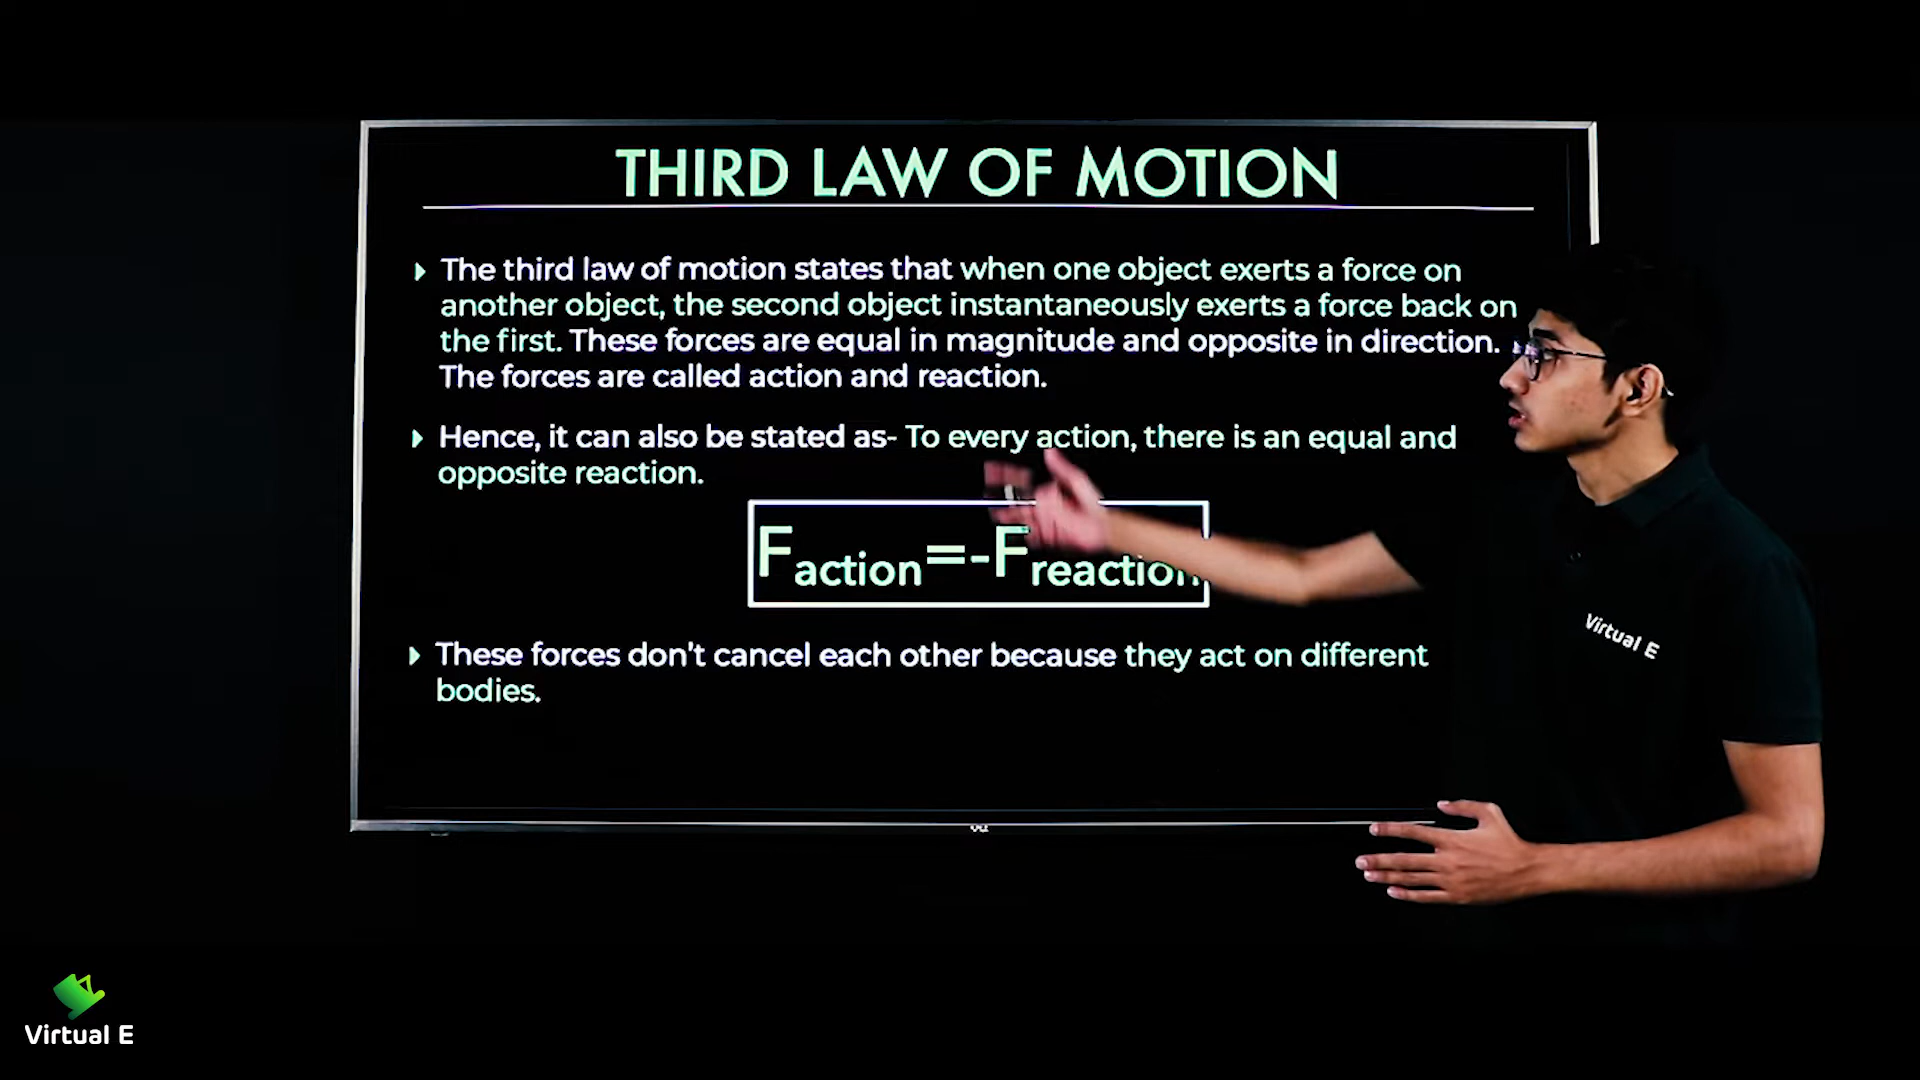 THIRD LAW OF MOTION
The third law of motion states that when one object exerts a force on
another object, the second object instantaneously exerts a force back on
the first. These forces are equal in magnitude and opposite in direction.
The forces are called action and reaction.
Hence, it can also be stated as- To every action, there is an equal and
opposite reaction.
Faction=-Freaction
These forces don't cancel each other because they act on different
bodies.
Virtual E
Virtual E